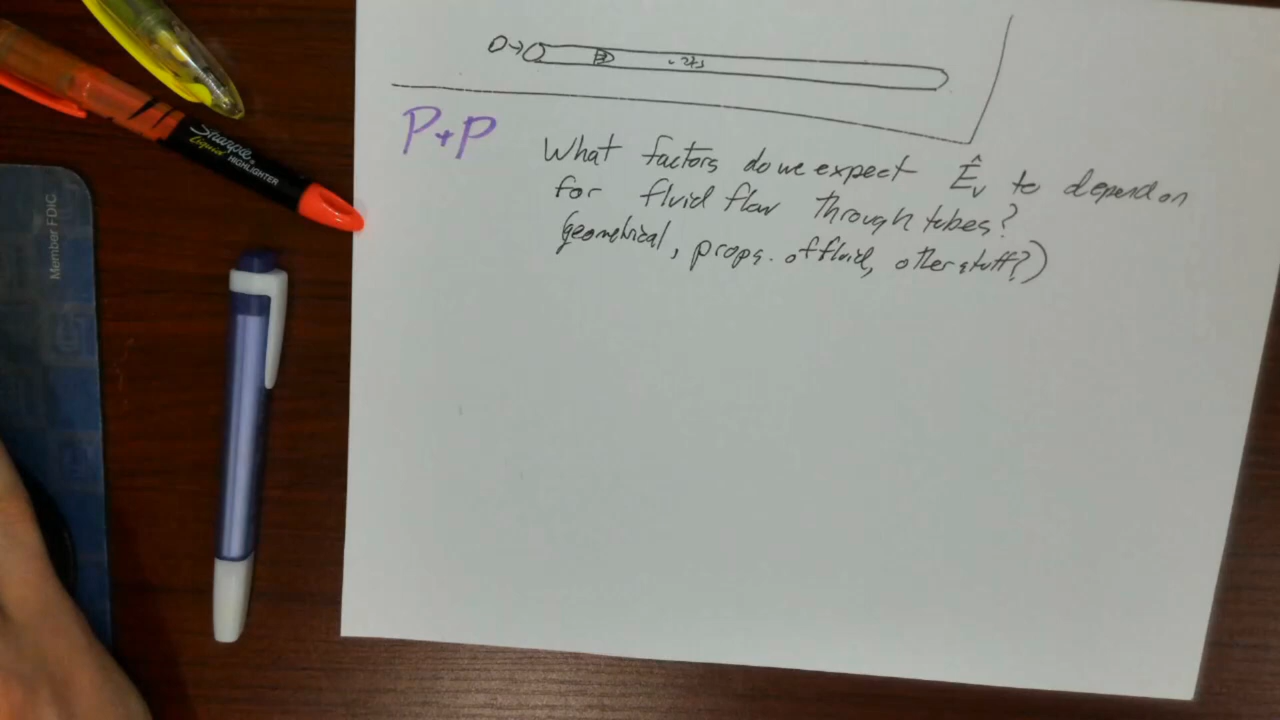 D→
P+P
What factors do we expect Êv to depend on
for fluid flow through tubes?
Geometrical, props. of fluid, other stuff?)
Sharpie
Liquid HIGHLIGHTER
Member FDIC